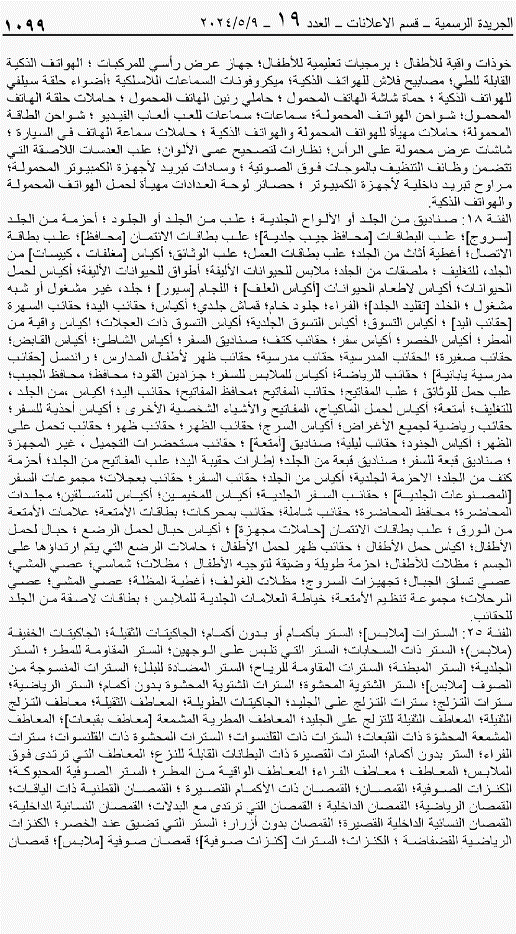 الجريدة الرسمية – قسم الاعلانات – العدد ١٩ – ٢٠٢٤/٥/٩ ١٠٩٩
خوذات واقية للأطفال ؛ برمجيات تعليمية للأطفال؛ جهاز عرض رأسي للمركبات ؛ الهواتف الذكية
القابلة للطي؛ مصابيح فلاش للهواتف الذكية؛ ميكروفونات السماعات اللاسلكية ؛أضواء حلقة سيلفي
للهواتف الذكية ؛ حماة شاشة الهاتف المحمول ؛ حاملي رنين الهاتف المحمول ؛ حاملات حلقة الهاتف
المحمول؛ شواحن الهواتف المحمولة؛ سماعات؛ سماعات للعب ألعاب الفيديو ؛ شواحن الطاقة
المحمولة؛ حاملات مهيأة للهواتف المحمولة والهواتف الذكية ؛ حاملات سماعة الهاتف في السيارة ؛
شاشات عرض محمولة على الرأس؛ نظارات لتصحيح عمى الألوان؛ علب العدسات اللاصقة التي
تتضمن وظائف التنظيف بالموجات فوق الصوتية ؛ وسادات تبريد لأجهزة الكمبيوتر المحمولة؛
مراوح تبريد داخلية لأجهزة الكمبيوتر ؛ حصائر لوحة العدادات مهيأة لحمل الهواتف المحمولة
والهواتف الذكية.
الفئة ١٨: صناديق من الجلد أو الألواح الجلدية ؛ علب من الجلد أو الجلود ؛ أحزمة من الجلد
[سروج]؛ علب البطاقات [محافظ جيب جلدية]؛ علب بطاقات الائتمان [محافظ]؛ علب بطاقة
الاتصال؛ أغطية أثاث من الجلد؛ علب بطاقات العمل؛ علب الوثائق؛ أكياس [مغلفات ، كيسات] من
الجلد، للتغليف ؛ ملصقات من الجلد؛ ملابس للحيوانات الأليفة؛ أطواق للحيوانات الأليفة؛ أكياس لحمل
الحيوانات؛ أكياس لاطعام الحيوانات [أكياس العلف] ؛ اللجام [سيور] ؛ جلد، غير مشغول أو شبه
مشغول ؛ الخلد [تقليد الجلد]؛ الفراء؛ جلود خام؛ قماش جلدي؛ أكياس؛ حقائب اليد؛ حقائب السهرة
[حقائب اليد] ؛ أكياس التسوق؛ أكياس التسوق الجلدية؛ أكياس التسوق ذات العجلات؛ اكياس واقية من
المطر؛ أكياس الخصر؛ أكياس سفر؛ حقائب كتف؛ صناديق السفر؛ أكياس الشاطئ؛ أكياس القابض؛
حقائب صغيرة؛ الحقائب المدرسية؛ حقائب مدرسية؛ حقائب ظهر لأطفال المدارس ؛ راندسل [حقائب
مدرسية يابانية] ؛ حقائب للرياضة؛ أكياس للملابس للسفر؛ جزادين القود؛ محافظ؛ محافظ الجيب؛
علب حمل للوثائق ؛ علب المفاتيح؛ حقائب المفاتيح ؛محافظ المفاتيح؛ حقائب اليد؛ اكياس ،من الجلد ،
للتغليف؛ أمتعة؛ أكياس لحمل الماكياج، المفاتيح والأشياء الشخصية الأخرى ؛ أكياس أحذية للسفر؛
حقائب رياضية لجميع الأغراض؛ أكياس السرج؛ حقائب الظهر؛ حقائب ظهر؛ حقائب تحمل على
الظهر؛ أكياس الجنود؛ حقائب ليلية؛ صناديق [أمتعة] ؛ حقائب مستحضرات التجميل ، غير المجهزة
؛ صناديق قبعة للسفر؛ صناديق قبعة من الجلد؛ إطارات حقيبة اليد؛ علب المفاتيح من الجلد؛ أحزمة
كتف من الجلد؛ الاحزمة الجلدية؛ أكياس من الجلد؛ حقائب السفر؛ حقائب بعجلات؛ مجموعات السفر
[المصنوعات الجلدية] ؛ حقائب السفر الجلدية؛ أكياس للمخيمين؛ أكياس للمتسلقين؛ مجلدات
المحاضرة؛ محافظ المحاضرة؛ حقائب شاملة؛ حقائب بمحركات؛ بطاقات الأمتعة؛ علامات الأمتعة
من الورق ؛ علب بطاقات الائتمان [حاملات مجهزة] ؛ أكياس حبال لحمل الرضع ؛ حبال لحمل
الأطفال؛ اكياس حمل الأطفال ؛ حقائب ظهر لحمل الأطفال ؛ حاملات الرضع التي يتم ارتداؤها على
الجسم ؛ مظلات للأطفال؛ احزمة طويلة وضيقة لتوجيه الأطفال ؛ مظلات؛ شماسي؛ عصي المشي؛
عصي تسلق الجبال؛ تجهيزات السروج؛ مظلات الغولف؛ أغطية المظلة؛ عصي المشي؛ عصي
الرحلات؛ مجموعة تنظيم الأمتعة؛ خياطة العلامات الجلدية للملابس ؛ بطاقات لاصقة من الجلد
للحقائب.
الفئة ٢٥: السترات [ملابس]؛ الستر بأكمام أو بدون أكمام؛ الجاكيتات الثقيلة؛ الجاكيتات الخفيفة
(ملابس)؛ الستر ذات السحابات؛ الستر التي تلبس على الوجهين؛ الستر المقاومة للمطر؛ الستر
الجلدية؛ الستر المبطنة؛ السترات المقاومة للرياح؛ الستر المضادة للبلل؛ السترات المنسوجة من
الصوف [ملابس]؛ الستر الشتوية المحشوة؛ السترات الشتوية المحشوة بدون أكمام؛ الستر الرياضية؛
سترات التزلج؛ سترات التزلج على الجليد؛ الجاكيتات الطويلة؛ المعاطف الثقيلة؛ معاطف التزلج
الثقيلة؛ المعاطف الثقيلة للتزلج على الجليد؛ المعاطف المطرية المشمعة [معاطف بقبعات]؛ المعاطف
المشمعة المحشوة ذات القبعات؛ سترات ذات القلنسوات؛ السترات المحشوة ذات القلنسوات؛ سترات
الفراء؛ الستر بدون أكمام؛ السترات القصيرة ذات البطانات القابلة للنزع؛ المعاطف التي ترتدى فوق
الملابس؛ المعاطف ؛ معاطف الفراء؛ المعاطف الواقية من المطر؛ الستر الصوفية المحبوكة؛
الكنزات الصوفية؛ القمصان؛ القمصان ذات الأكمام القصيرة ؛ القمصان القطنية ذات الياقات؛
القمصان الرياضية؛ القمصان الداخلية ؛ القمصان التي ترتدى مع البدلات؛ القمصان النسائية الداخلية؛
القمصان النسائية الداخلية القصيرة؛ القمصان بدون أزرار؛ الستر التي تضيق عند الخصر؛ الكنزات
الرياضية الفضفاضة ؛ الكنزات؛ السترات [كنزات صوفية]؛ قمصان صوفية [ملابس]؛ قمصان